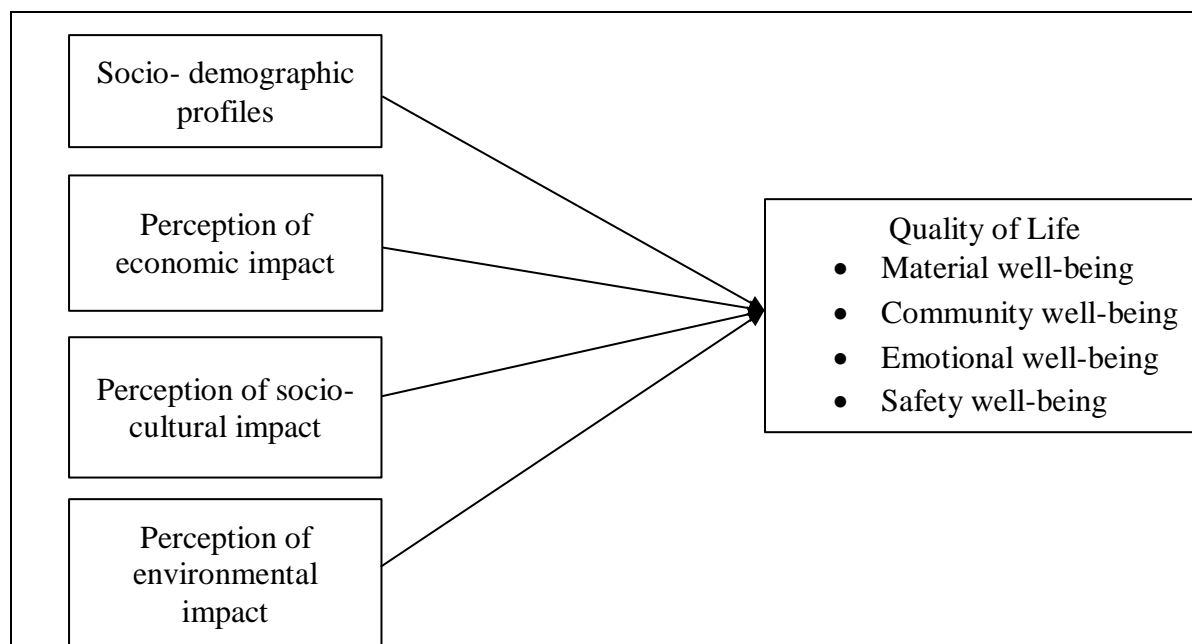 Socio- demographic
profiles
Perception of
economic impact
Perception of socio-
cultural impact
Perception of
environmental
impact
Quality of Life
• Material well-being
• Community well-being
• Emotional well-being
• Safety well-being